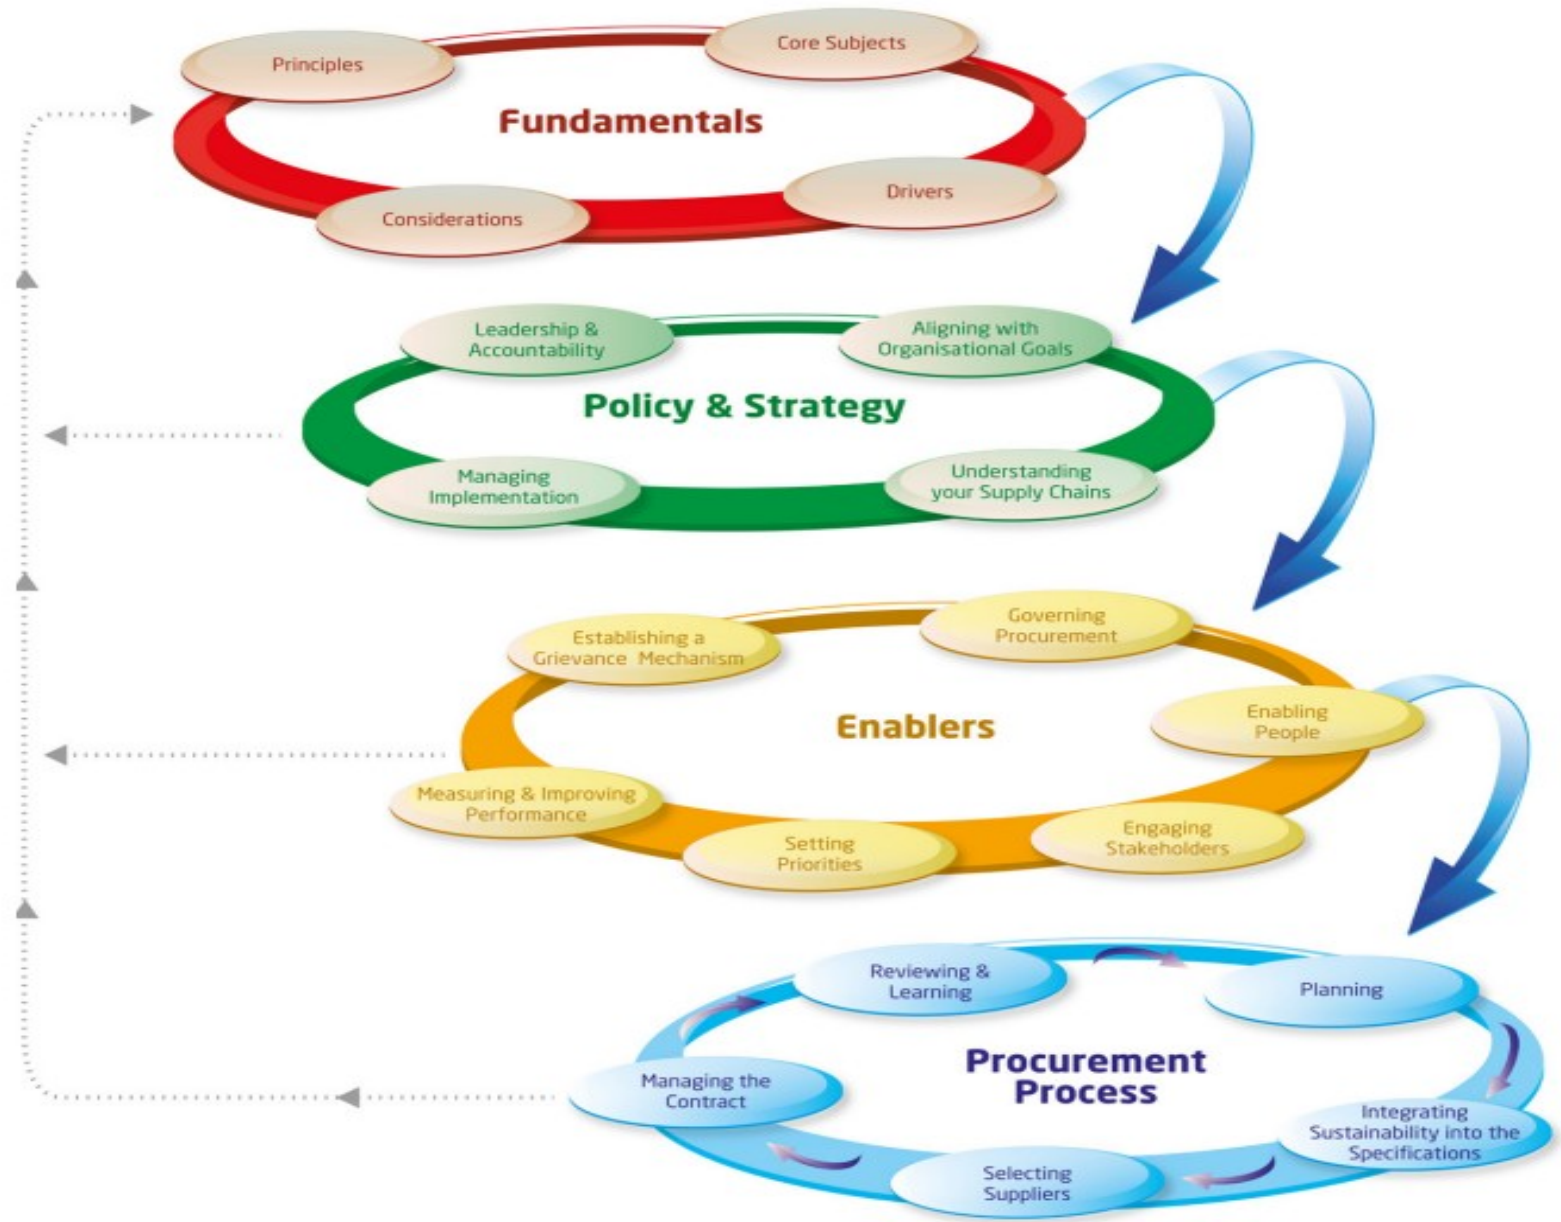 Principles
Core Subjects
Fundamentals
Considerations
Drivers
Leadership &
Accountability
Aligning with
Organisational Goals
Policy & Strategy
Managing
Implementation
Understanding
your Supply Chains
Establishing a
Grievance Mechanism
Governing
Procurement
Enabling
People
Enablers
Measuring & Improving
Performance
Setting
Priorities
Engaging
Stakeholders
Reviewing &
Learning
Planning
Procurement
Process
Managing the
Contract
Integrating
Sustainability into the
Specifications
Selecting
Suppliers